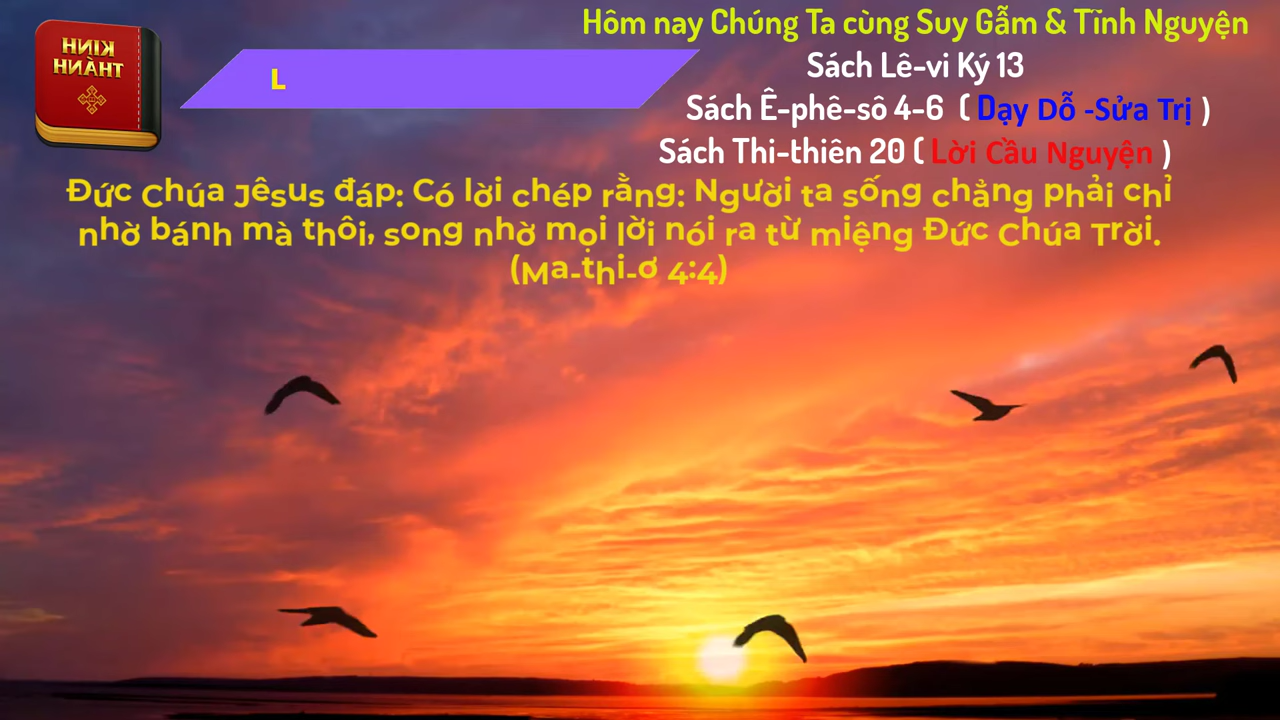 KINH
THÁNH
L
Hôm nay Chúng Ta cùng Suy Gẫm & Tĩnh Nguyện
Sách Lê-vi Ký 13
Sách Ê-phê-sô 4-6 ( Dạy Dỗ -Sửa Trị )
Sách Thi-thiên 20 ( Lời Cầu Nguyện )
Đức Chúa Jêsus đáp: Có lời chép rằng: Người ta sống chẳng phải chỉ
nhờ bánh mà thôi, song nhờ mọi lời nói ra từ miệng Đức Chúa Trời.
(Ma-thi-ơ 4:4)